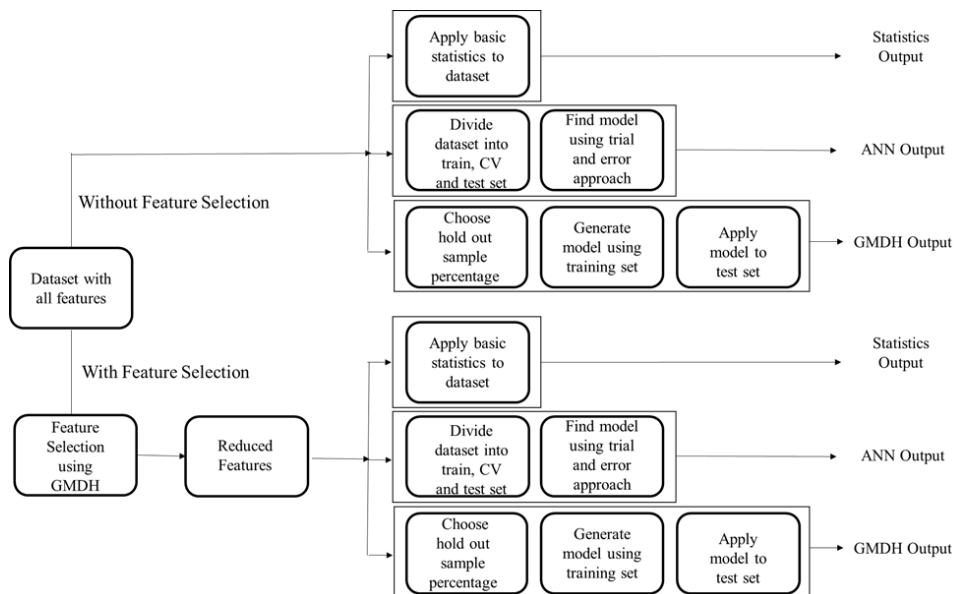 Apply basic
statistics to
dataset
Statistics
Output
Divide
dataset into
train, CV
and test set
Find model
using trial
and error
approach
ANN Output
Without Feature Selection
Choose
hold out
sample
percentage
Generate
model using
training set
Apply
model to
test set
GMDH Output
Dataset with
all features
With Feature Selection
Apply basic
statistics to
dataset
Statistics
Output
Feature
Selection
using
GMDH
Reduced
Features
Divide
dataset into
train, CV
and test set
Find model
using trial
and error
approach
ANN Output
Choose
hold out
sample
percentage
Generate
model using
training set
Apply
model to
test set
GMDH Output